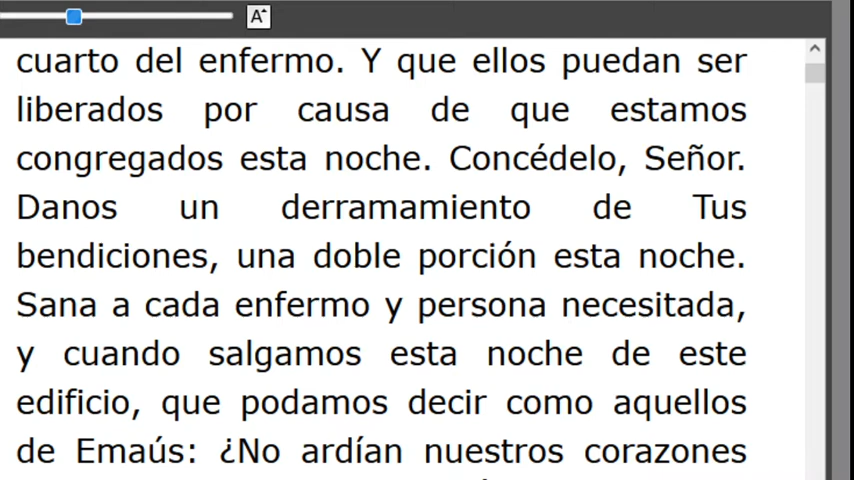 A
cuarto del enfermo. Y que ellos puedan ser
liberados por causa de que estamos
congregados esta noche. Concédelo, Señor.
Danos un derramamiento de Tus
bendiciones, una doble porción esta noche.
Sana a cada enfermo y persona necesitada,
y cuando salgamos esta noche de este
edificio, que podamos decir como aquellos
de Emaús: ¿No ardían nuestros corazones